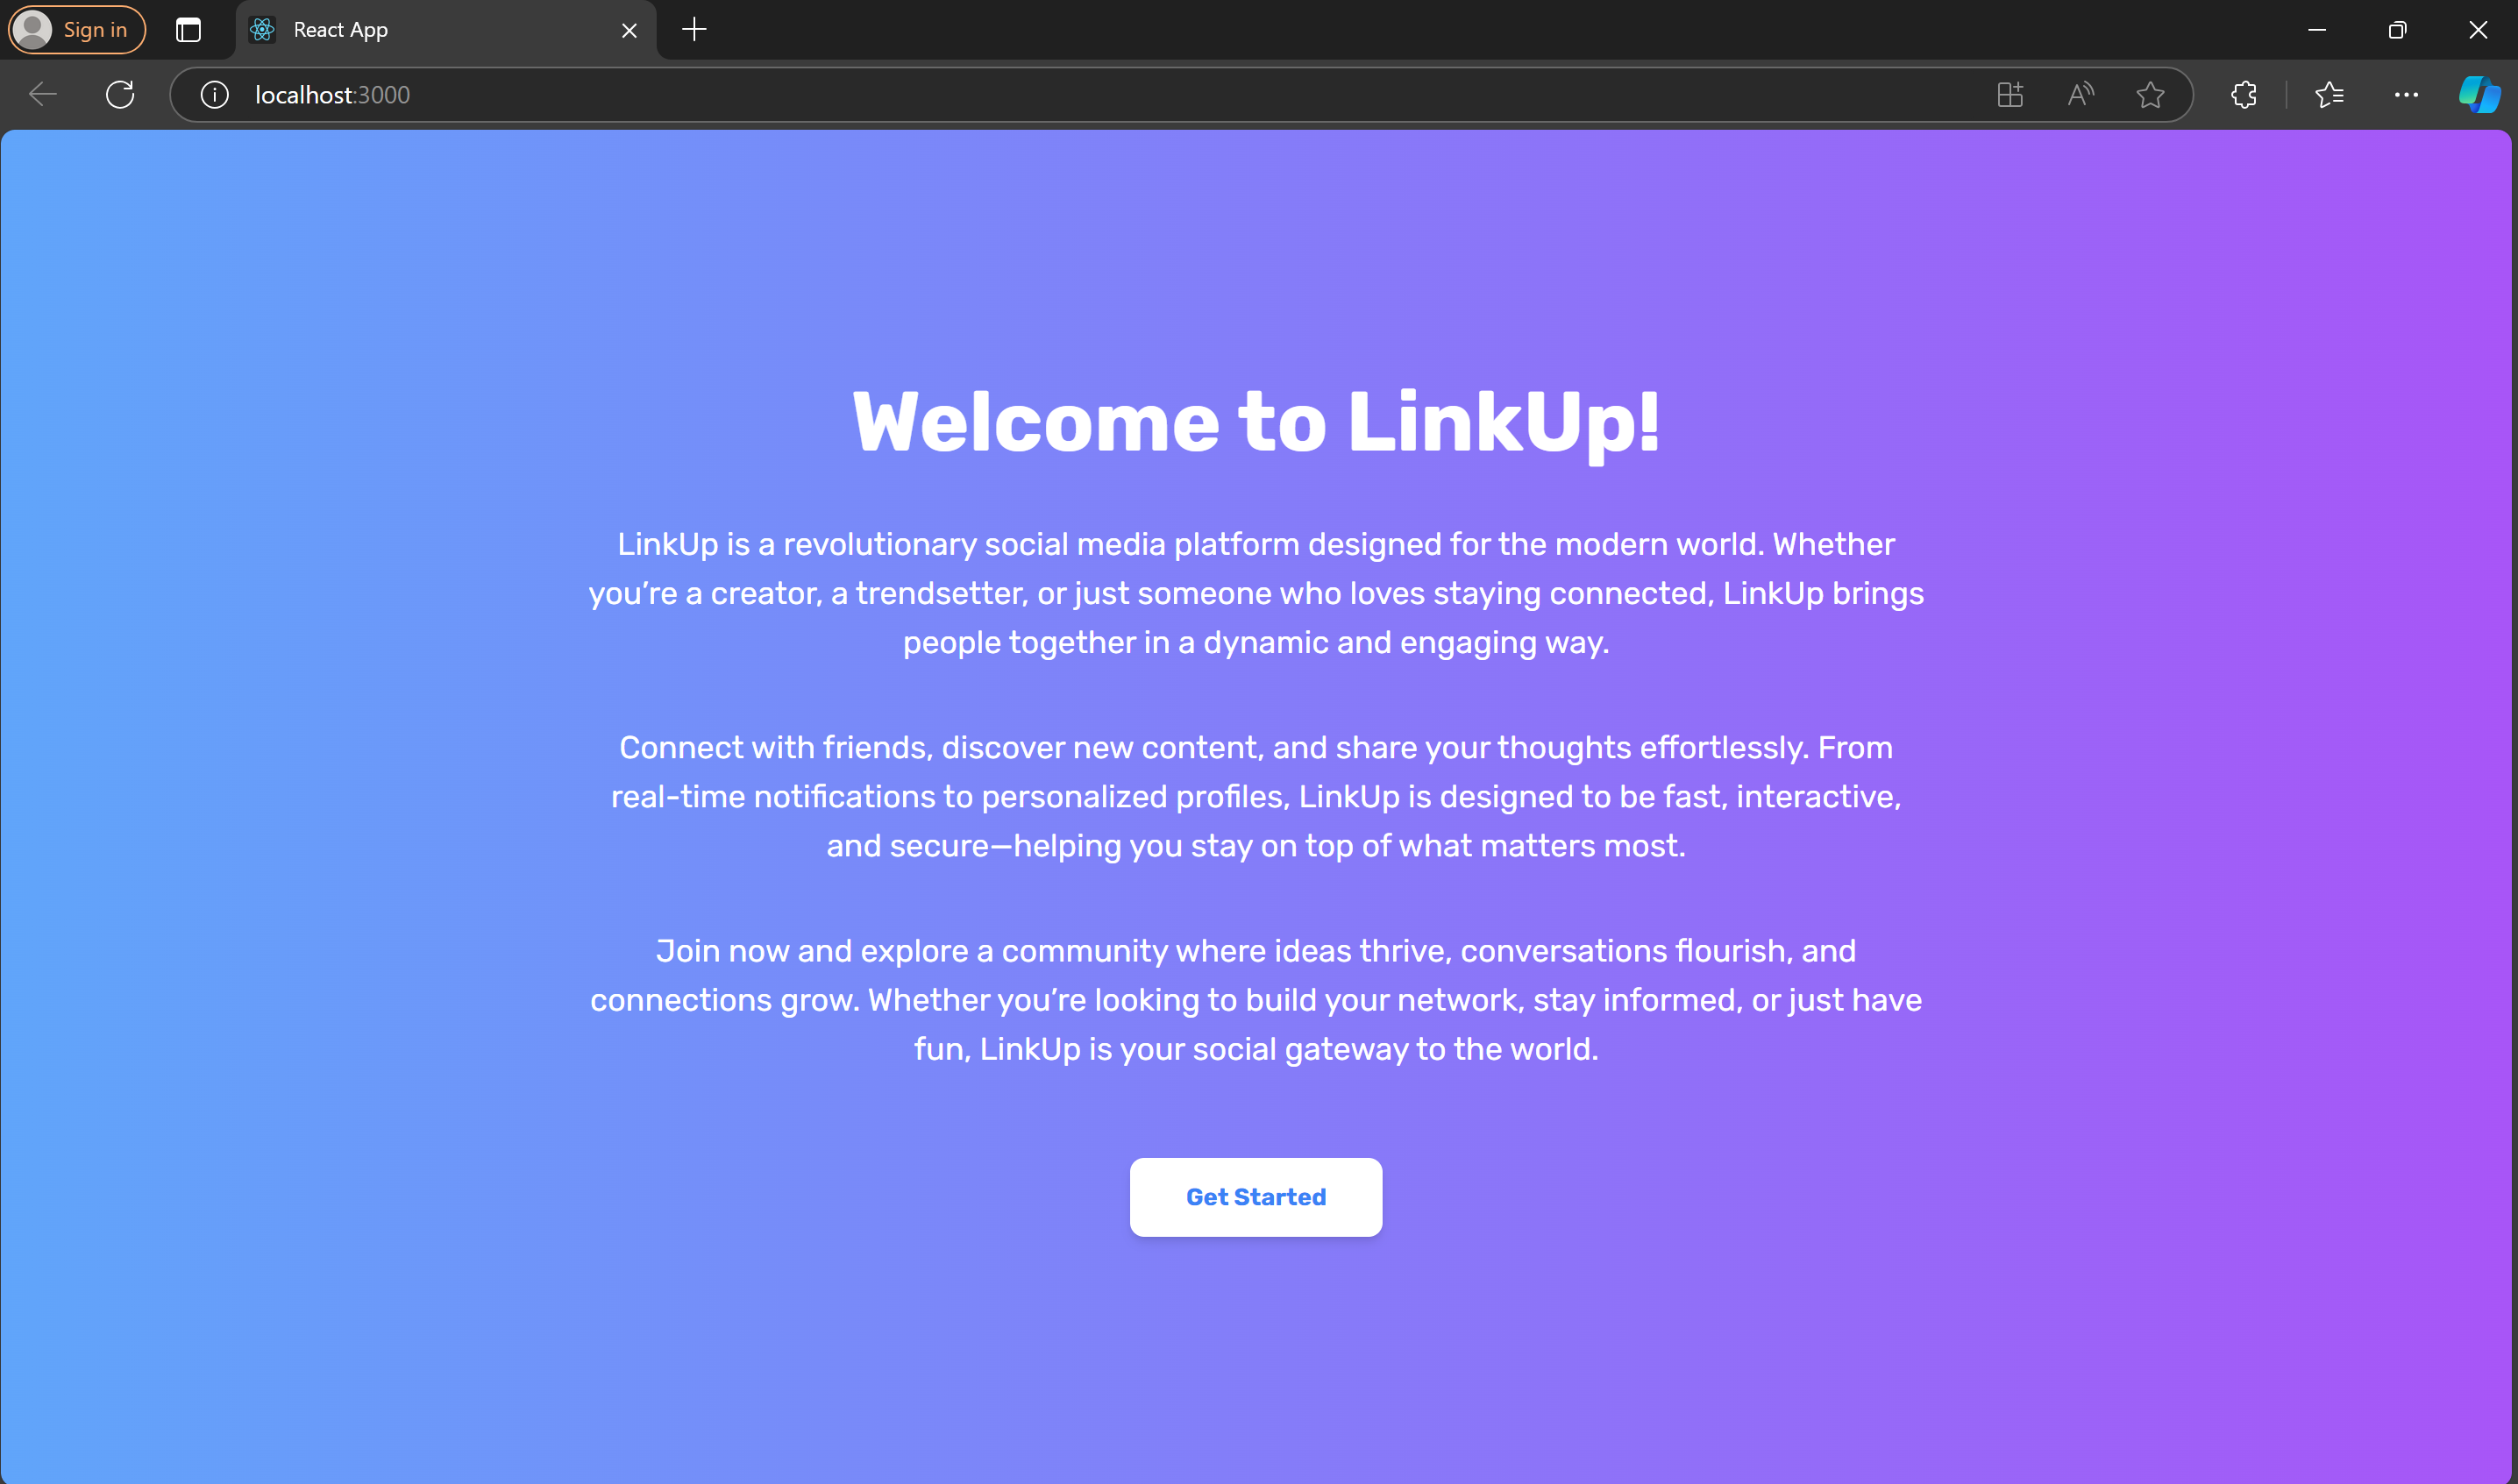 Sign in
React App
localhost:3000
Welcome to LinkUp!
LinkUp is a revolutionary social media platform designed for the modern world. Whether
you’re a creator, a trendsetter, or just someone who loves staying connected, LinkUp brings
people together in a dynamic and engaging way.
Connect with friends, discover new content, and share your thoughts effortlessly. From
real-time notifications to personalized profiles, LinkUp is designed to be fast, interactive,
and secure—helping you stay on top of what matters most.
Join now and explore a community where ideas thrive, conversations flourish, and
connections grow. Whether you’re looking to build your network, stay informed, or just have
fun, LinkUp is your social gateway to the world.
Get Started